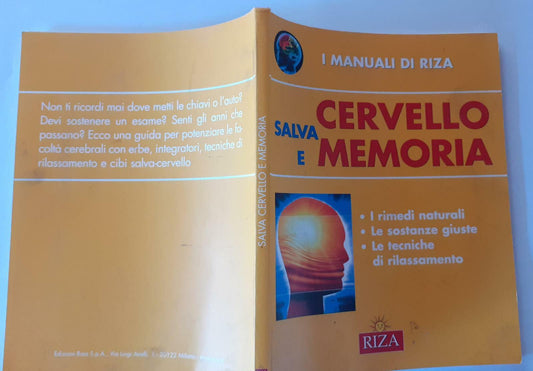 Non ti ricordi mai dove metti le chiavi o l'auto?
Devi sostenere un esame? Senti gli anni che
passano? Ecco una guida per potenziare le fa-
coltà cerebrali con erbe, integratori, tecniche di
rilassamento e cibi salva-cervello
Edizioni Riza S.p.A.
SALVA CERVELLO E MEMORIA
I MANUALI DI RIZA
SALVA CERVELLO
E MEMORIA
• I rimedi naturali
• Le sostanze giuste
• Le tecniche
di rilassamento
RIZA